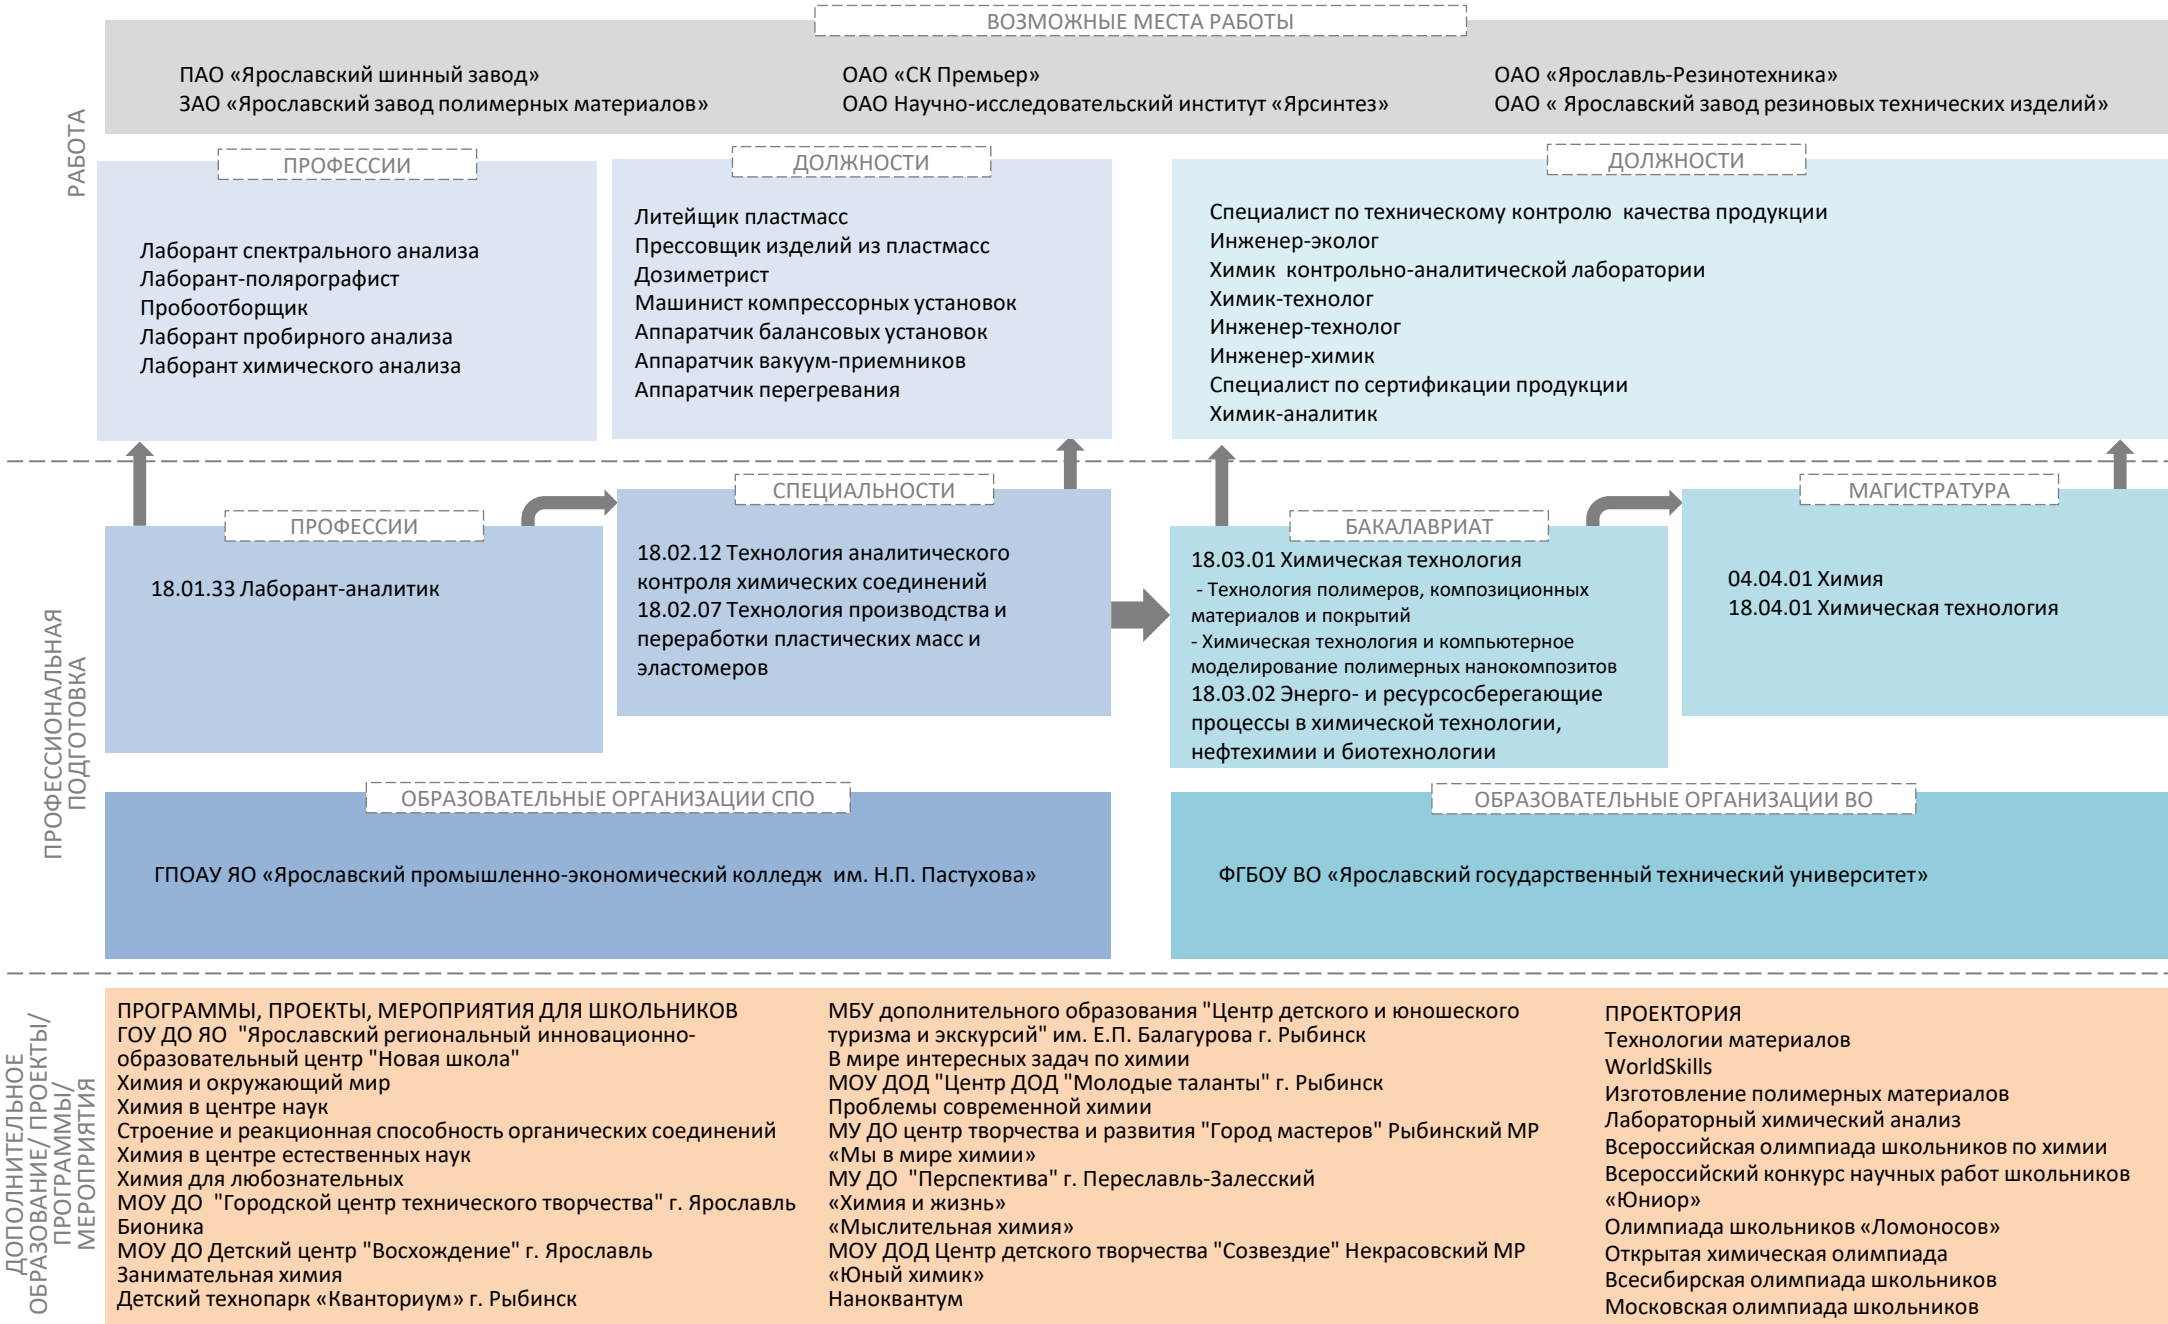 ВОЗМОЖНЫЕ МЕСТА РАБОТЫ
ПАО «Ярославский шинный завод»
ЗАО «Ярославский завод полимерных материалов»
ОАО «СК Премьер»
ОАО Научно-исследовательский институт «Ярсинтез»
ОАО «Ярославль-Резинотехника»
ОАО « Ярославский завод резиновых технических изделий»
РАБОТА
ПРОФЕССИИ
Лаборант спектрального анализа
Лаборант-полярографист
Пробоотборщик
Лаборант пробирного анализа
Лаборант химического анализа
ДОЛЖНОСТИ
Литейщик пластмасс
Прессовщик изделий из пластмасс
Дозиметрист
Машинист компрессорных установок
Аппаратчик балансовых установок
Аппаратчик вакуум-приемников
Аппаратчик перегревания
ДОЛЖНОСТИ
Специалист по техническому контролю качества продукции
Инженер-эколог
Химик контрольно-аналитической лаборатории
Химик-технолог
Инженер-технолог
Инженер-химик
Специалист по сертификации продукции
Химик-аналитик
ПРОФЕССИОНАЛЬНАЯ
ПОДГОТОВКА
ПРОФЕССИИ
18.01.33 Лаборант-аналитик
СПЕЦИАЛЬНОСТИ
18.02.12 Технология аналитического
контроля химических соединений
18.02.07 Технология производства и
переработки пластических масс и
эластомеров
БАКАЛАВРИАТ
18.03.01 Химическая технология
- Технология полимеров, композиционных
материалов и покрытий
- Химическая технология и компьютерное
моделирование полимерных нанокомпозитов
18.03.02 Энерго- и ресурсосберегающие
процессы в химической технологии,
нефтехимии и биотехнологии
МАГИСТРАТУРА
04.04.01 Химия
18.04.01 Химическая технология
ОБРАЗОВАТЕЛЬНЫЕ ОРГАНИЗАЦИИ СПО
ГПОАУ ЯО «Ярославский промышленно-экономический колледж им. Н.П. Пастухова»
ОБРАЗОВАТЕЛЬНЫЕ ОРГАНИЗАЦИИ ВО
ФГБОУ ВО «Ярославский государственный технический университет»
ДОПОЛНИТЕЛЬНОЕ
ОБРАЗОВАНИЕ/ ПРОЕКТЫ/
ПРОГРАММЫ/
МЕРОПРИЯТИЯ
ПРОГРАММЫ, ПРОЕКТЫ, МЕРОПРИЯТИЯ ДЛЯ ШКОЛЬНИКОВ
ГОУ ДО ЯО "Ярославский региональный инновационно-
образовательный центр "Новая школа"
Химия и окружающий мир
Химия в центре наук
Строение и реакционная способность органических соединений
Химия в центре естественных наук
Химия для любознательных
МОУ ДО "Городской центр технического творчества" г. Ярославль
Бионика
МОУ ДО Детский центр "Восхождение" г. Ярославль
Занимательная химия
Детский технопарк «Кванториум» г. Рыбинск
МБУ дополнительного образования "Центр детского и юношеского
туризма и экскурсий" им. Е.П. Балагурова г. Рыбинск
В мире интересных задач по химии
МОУ ДОД "Центр ДОД "Молодые таланты" г. Рыбинск
Проблемы современной химии
МУ ДО центр творчества и развития "Город мастеров" Рыбинский МР
«Мы в мире химии»
МУ ДО "Перспектива" г. Переславль-Залесский
«Химия и жизнь»
«Мыслительная химия»
МОУ ДОД Центр детского творчества "Созвездие" Некрасовский МР
«Юный химик»
Наноквантум
ПРОЕКТОРИЯ
Технологии материалов
WorldSkills
Изготовление полимерных материалов
Лабораторный химический анализ
Всероссийская олимпиада школьников по химии
Всероссийский конкурс научных работ школьников
«Юниор»
Олимпиада школьников «Ломоносов»
Открытая химическая олимпиада
Всесибирская олимпиада школьников
Московская олимпиада школьников